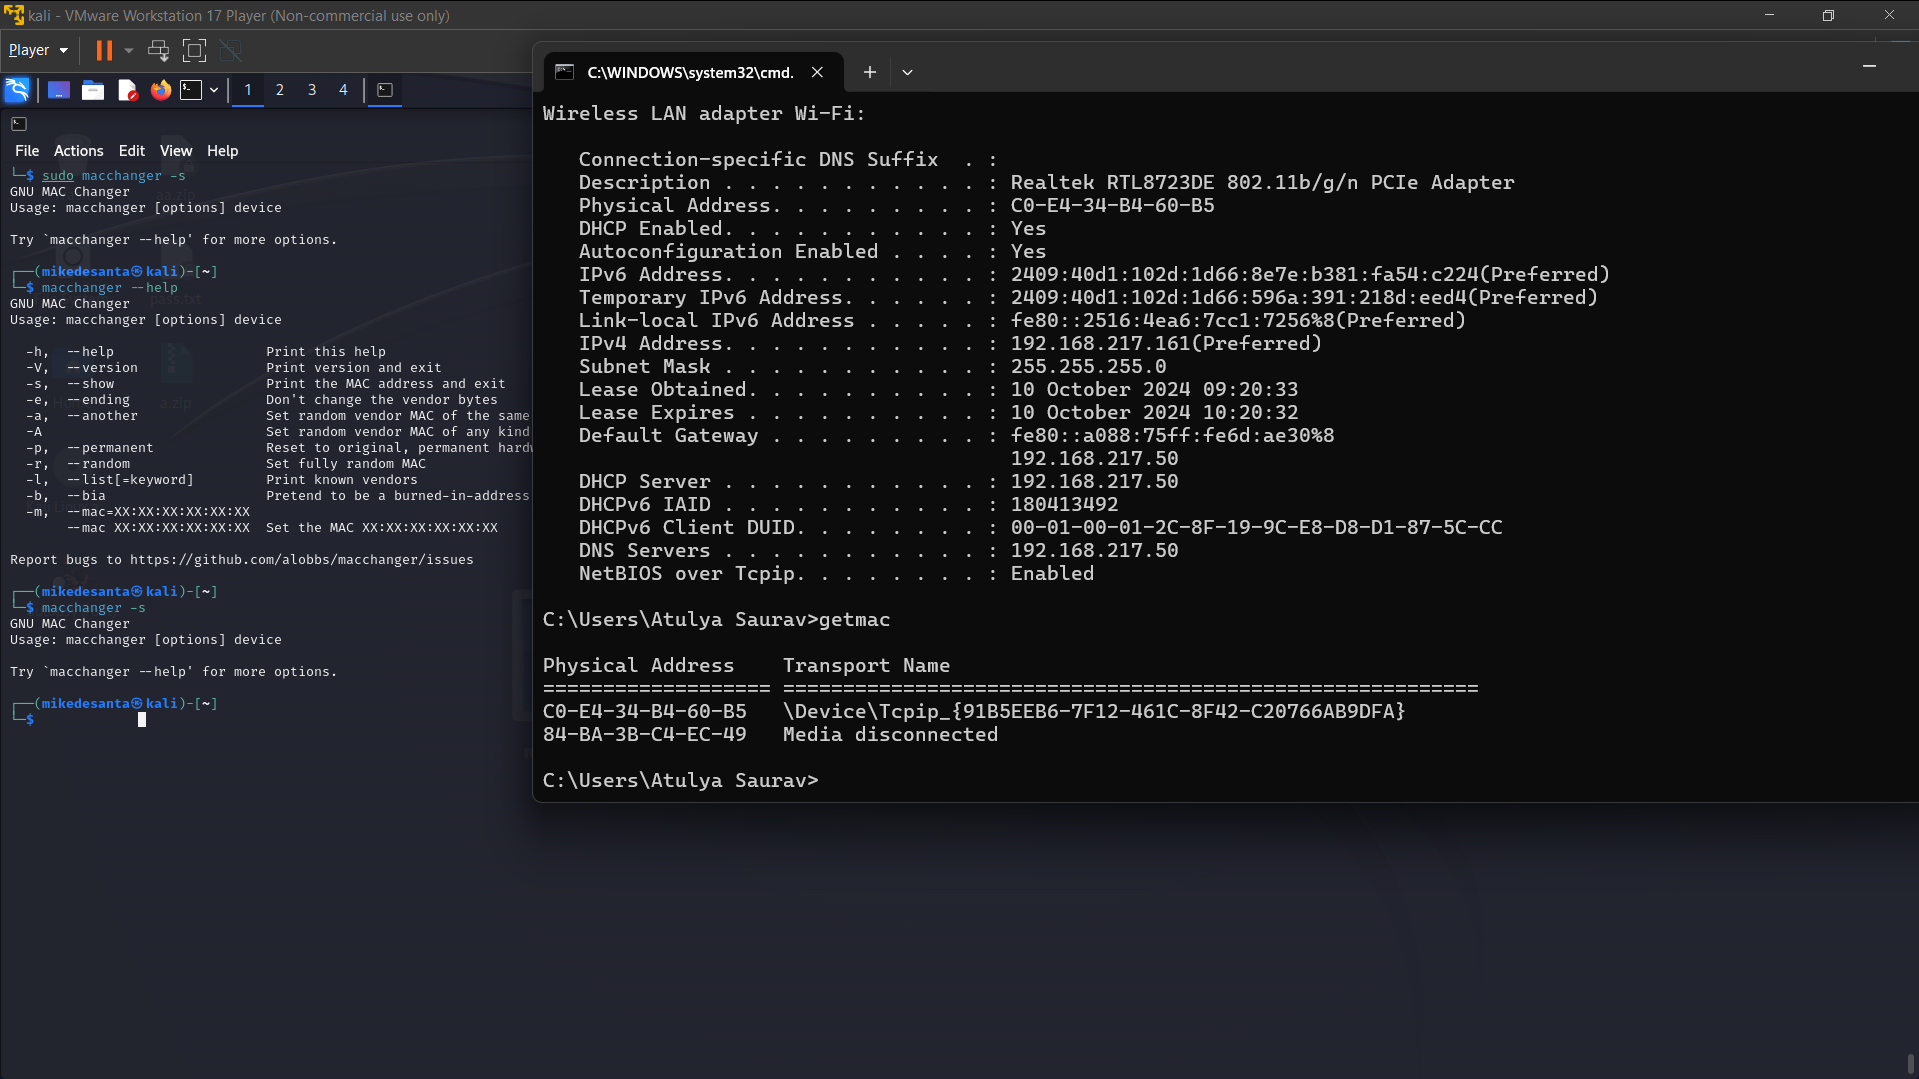 kali - VMware Workstation 17 Player (Non-commercial use only)
Player
1 2 3 4
File Actions Edit View Help
└─$ sudo macchanger -s
GNU MAC Changer
Usage: macchanger [options] device
Try `macchanger --help' for more options.
┌──(mikedesanta㉿kali)-[~]
└─$ macchanger --help
GNU MAC Changer
Usage: macchanger [options] device
-h, --help Print this help
-V, --version Print version and exit
-s, --show Print the MAC address and exit
-e, --ending Don't change the vendor bytes
-a, --another Set random vendor MAC of the same
-A Set random vendor MAC of any kind
-p, --permanent Reset to original, permanent hardw
-r, --random Set fully random MAC
-l, --list[=keyword] Print known vendors
-b, --bia Pretend to be a burned-in-address
-m, --mac=XX:XX:XX:XX:XX:XX
--mac XX:XX:XX:XX:XX:XX Set the MAC XX:XX:XX:XX:XX:XX
Report bugs to https://github.com/alobbs/macchanger/issues
┌──(mikedesanta㉿kali)-[~]
└─$ macchanger -s
GNU MAC Changer
Usage: macchanger [options] device
Try `macchanger --help' for more options.
┌──(mikedesanta㉿kali)-[~]
└─$
pass.txt
a.zip
C:\WINDOWS\system32\cmd.
Wireless LAN adapter Wi-Fi:
Connection-specific DNS Suffix . :
Description . . . . . . . . . . . : Realtek RTL8723DE 802.11b/g/n PCIe Adapter
Physical Address. . . . . . . . . : C0-E4-34-B4-60-B5
DHCP Enabled. . . . . . . . . . . : Yes
Autoconfiguration Enabled . . . . : Yes
IPv6 Address. . . . . . . . . . . : 2409:40d1:102d:1d66:8e7e:b381:fa54:c224(Preferred)
Temporary IPv6 Address. . . . . . : 2409:40d1:102d:1d66:596a:391:218d:eed4(Preferred)
Link-local IPv6 Address . . . . . : fe80::2516:4ea6:7cc1:7256%8(Preferred)
IPv4 Address. . . . . . . . . . . : 192.168.217.161(Preferred)
Subnet Mask . . . . . . . . . . . : 255.255.255.0
Lease Obtained. . . . . . . . . . : 10 October 2024 09:20:33
Lease Expires . . . . . . . . . . : 10 October 2024 10:20:32
Default Gateway . . . . . . . . . : fe80::a088:75ff:fe6d:ae30%8
192.168.217.50
DHCP Server . . . . . . . . . . . : 192.168.217.50
DHCPv6 IAID . . . . . . . . . . . : 180413492
DHCPv6 Client DUID. . . . . . . . : 00-01-00-01-2C-8F-19-9C-E8-D8-D1-87-5C-CC
DNS Servers . . . . . . . . . . . : 192.168.217.50
NetBIOS over Tcpip. . . . . . . . : Enabled
C:\Users\Atulya Saurav>getmac
Physical Address Transport Name
=================== ==========================================================
C0-E4-34-B4-60-B5 \Device\Tcpip_{91B5EEB6-7F12-461C-8F42-C20766AB9DFA}
84-BA-3B-C4-EC-49 Media disconnected
C:\Users\Atulya Saurav>